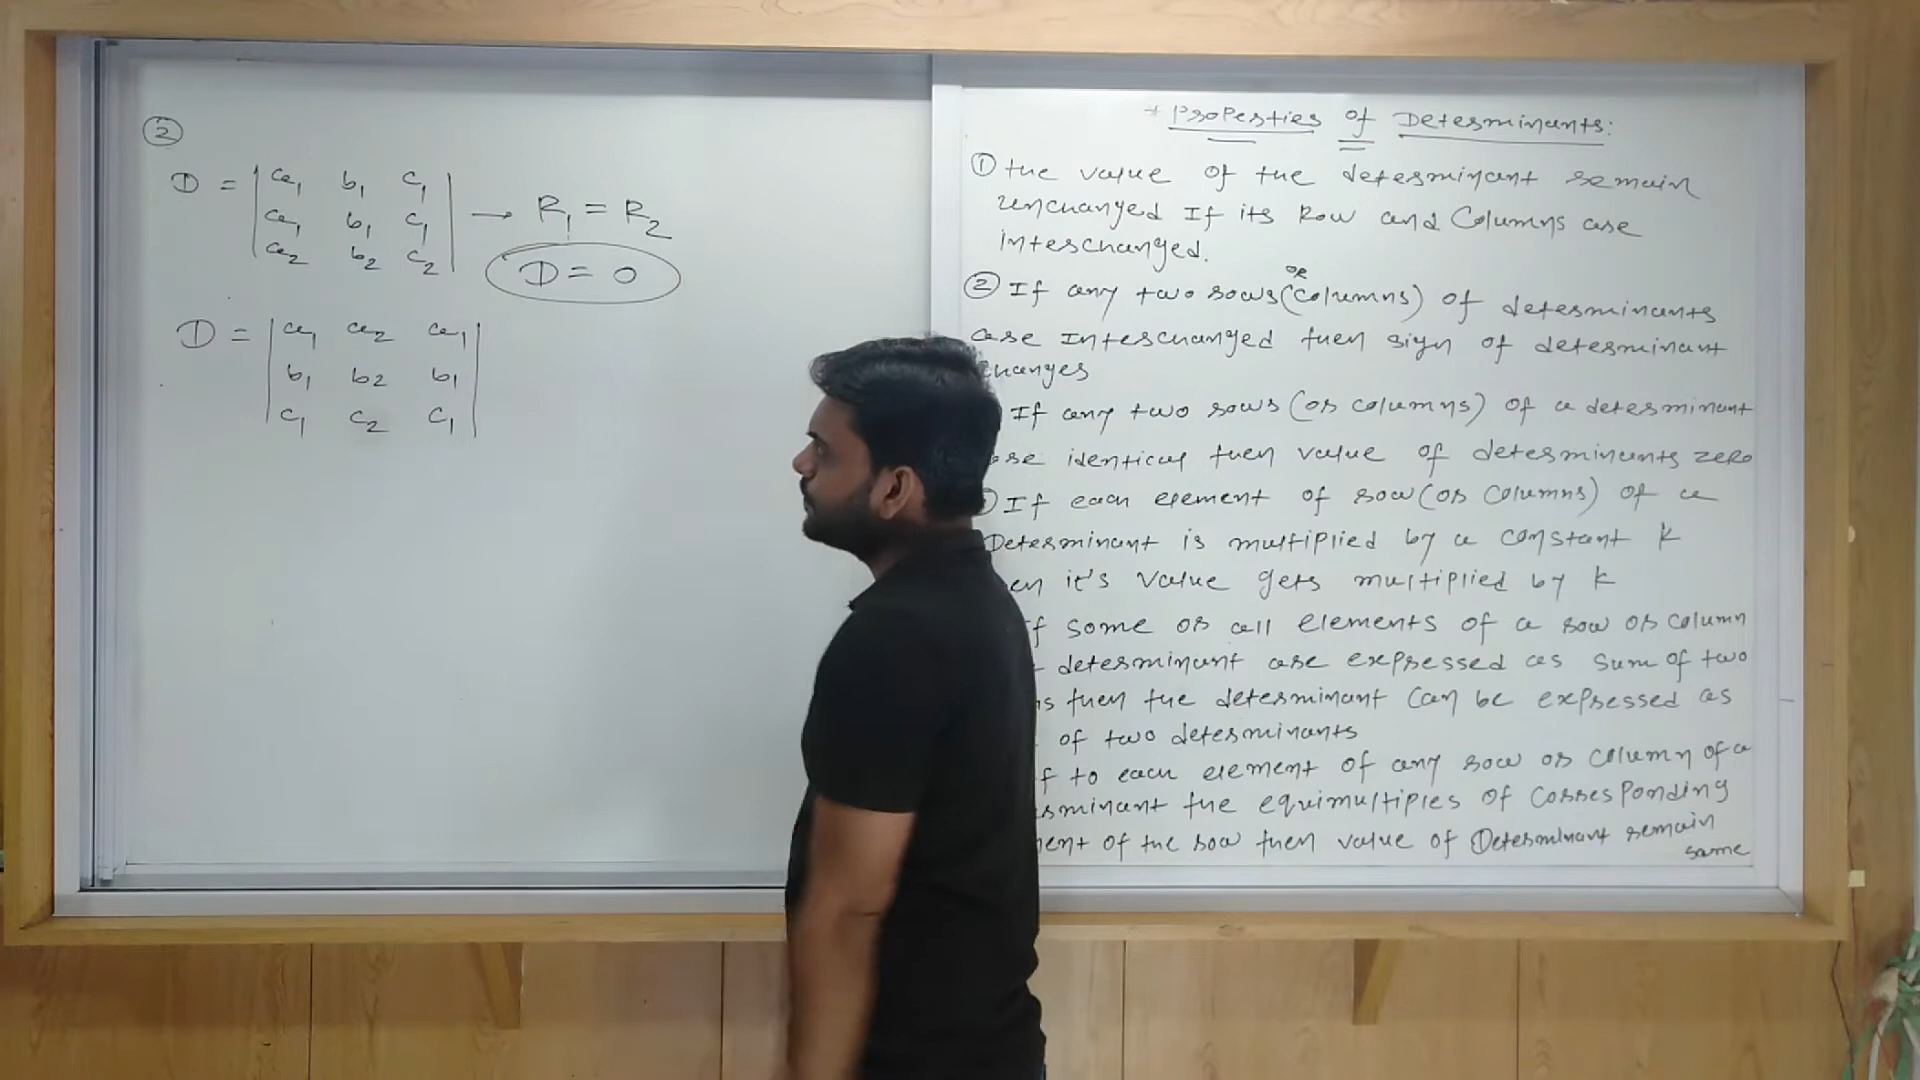 ②
D = | a₁ b₁ c₁ |
| a₁ b₁ c₁ | → R₁ = R₂
| a₂ b₂ c₂ |
D = 0
D = | a₁ a₂ a₁ |
| b₁ b₂ b₁ |
| c₁ c₂ c₁ |
* Properties of Determinants:
① the value of the determinant remain
unchanged If its Row and Columns are
interchanged.
② If any two rows (or columns) of determinants
are Interchanged then sign of determinant
changes
If any two rows (or columns) of a determinant
are identical then value of determinants zero
If each element of row (or columns) of a
Determinant is multiplied by a constant k
it's value gets multiplied by k
some or all elements of a row or column
determinant are expressed as sum of two
then the determinant can be expressed as
of two determinants
to each element of any row or column of a
the equimultiples of corresponding
of the row then value of Determinant remain
same